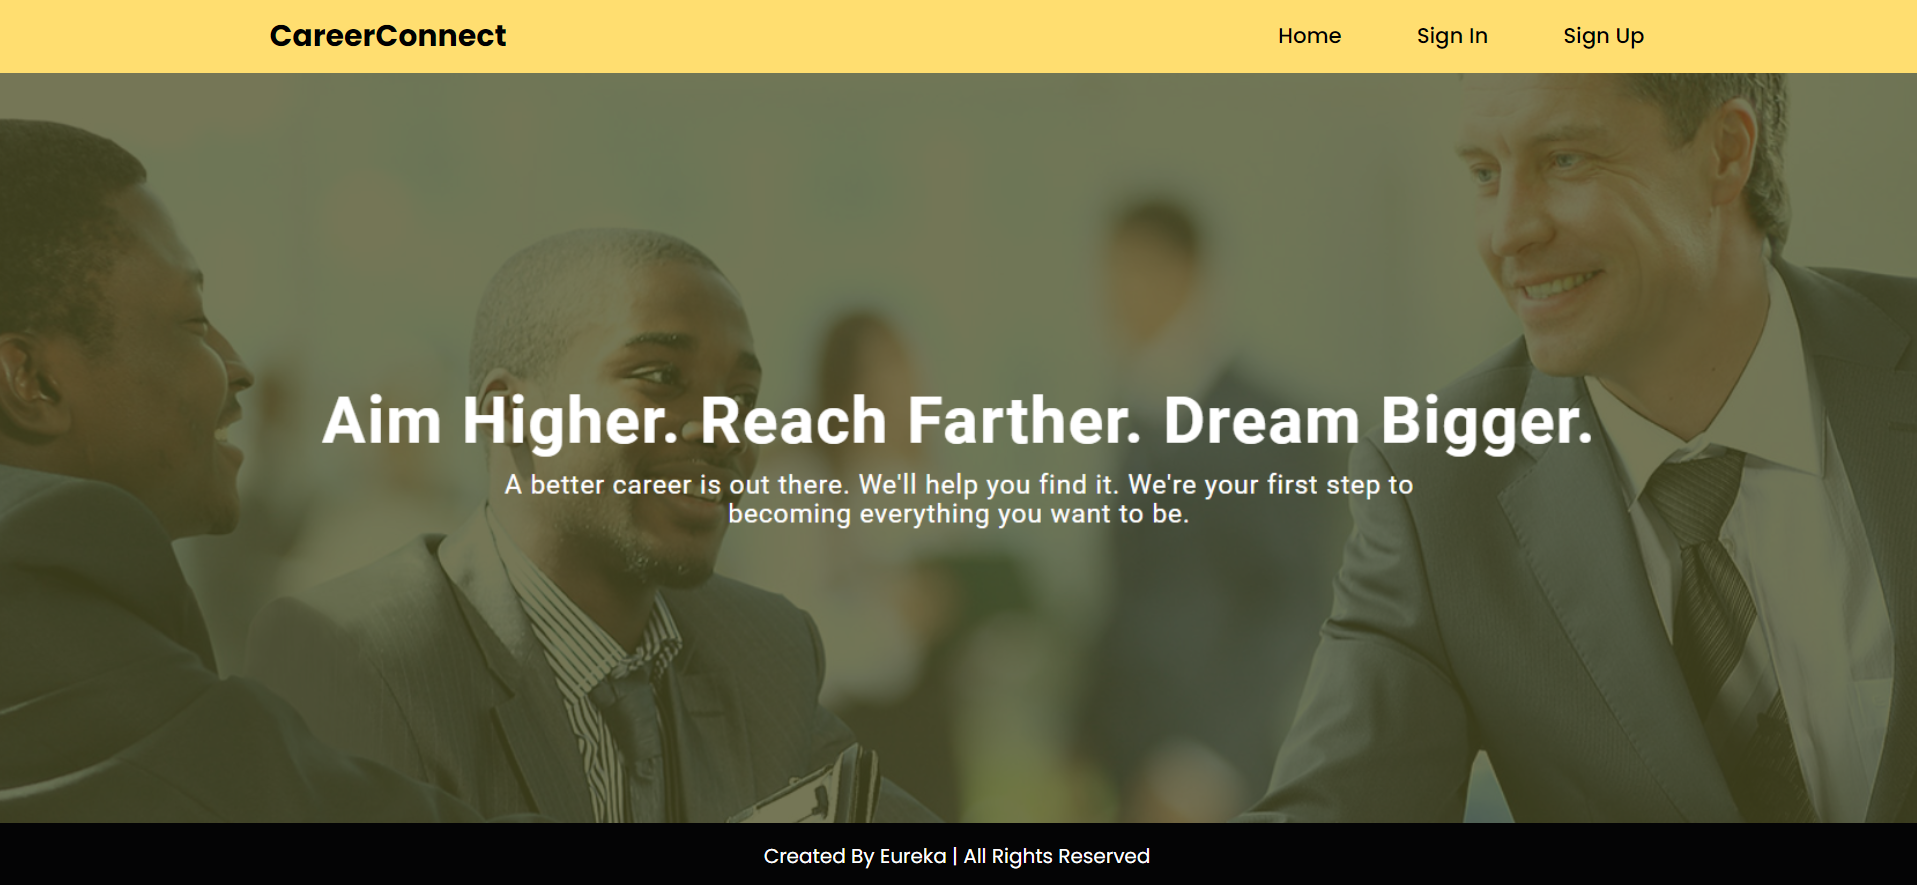 CareerConnect Home Sign In Sign Up
Aim Higher. Reach Farther. Dream Bigger.
A better career is out there. We'll help you find it. We're your first step to
becoming everything you want to be.
Created By Eureka | All Rights Reserved